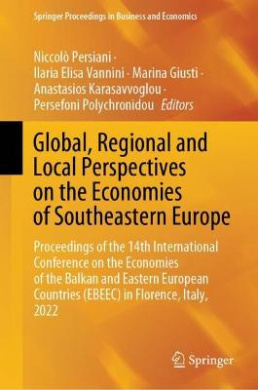 Springer Proceedings in Business and Economics
Niccolò Persiani ·
Ilaria Elisa Vannini · Marina Giusti ·
Anastasios Karasavvoglou ·
Persefoni Polychronidou Editors
Global, Regional and
Local Perspectives
on the Economies
of Southeastern Europe
Proceedings of the 14th International
Conference on the Economies
of the Balkan and Eastern European
Countries (EBEEC) in Florence, Italy,
2022
Springer